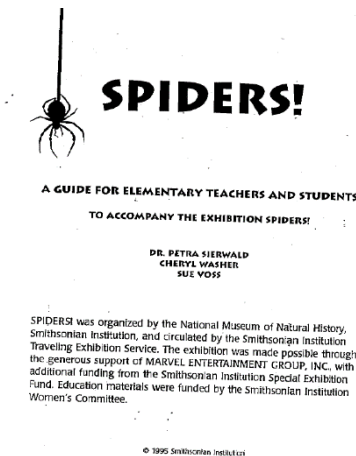 SPIDERS!
A GUIDE FOR ELEMENTARY TEACHERS AND STUDENTS
TO ACCOMPANY THE EXHIBITION SPIDERS!
DR. PETRA SIERWALD
CHERYL WASHER
SUE VOSS
SPIDERS! was organized by the National Museum of Natural History,
Smithsonian Institution, and circulated by the Smithsonian Institution
Traveling Exhibition Service. The exhibition was made possible through
the generous support of MARVEL ENTERTAINMENT GROUP, INC., with
additional funding from the Smithsonian Institution Special Exhibition
Fund. Education materials were funded by the Smithsonian Institution
Women's Committee.
© 1995 Smithsonian Institution